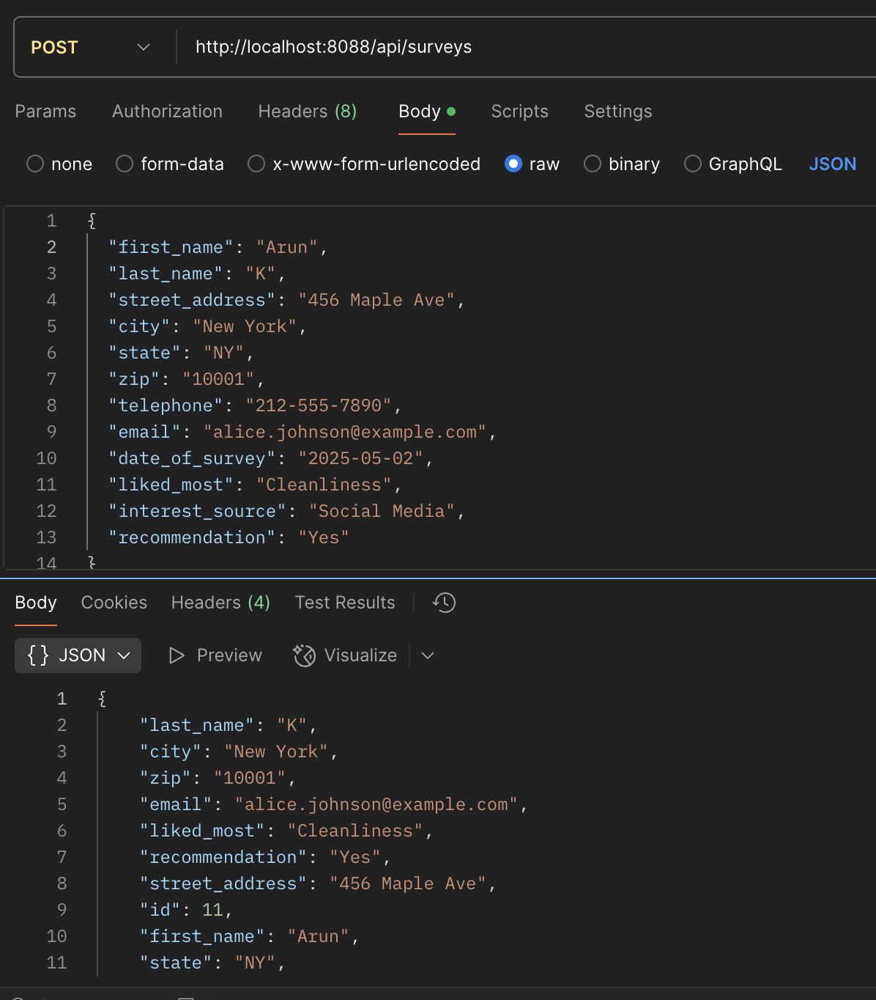 POST http://localhost:8088/api/surveys
Params Authorization Headers (8) Body Scripts Settings
none form-data x-www-form-urlencoded raw binary GraphQL JSON
1 {
2 "first_name": "Arun",
3 "last_name": "K",
4 "street_address": "456 Maple Ave",
5 "city": "New York",
6 "state": "NY",
7 "zip": "10001",
8 "telephone": "212-555-7890",
9 "email": "alice.johnson@example.com",
10 "date_of_survey": "2025-05-02",
11 "liked_most": "Cleanliness",
12 "interest_source": "Social Media",
13 "recommendation": "Yes"
14 }
Body Cookies Headers (4) Test Results
{} JSON Preview Visualize
1 {
2 "last_name": "K",
3 "city": "New York",
4 "zip": "10001",
5 "email": "alice.johnson@example.com",
6 "liked_most": "Cleanliness",
7 "recommendation": "Yes",
8 "street_address": "456 Maple Ave",
9 "id": 11,
10 "first_name": "Arun",
11 "state": "NY",